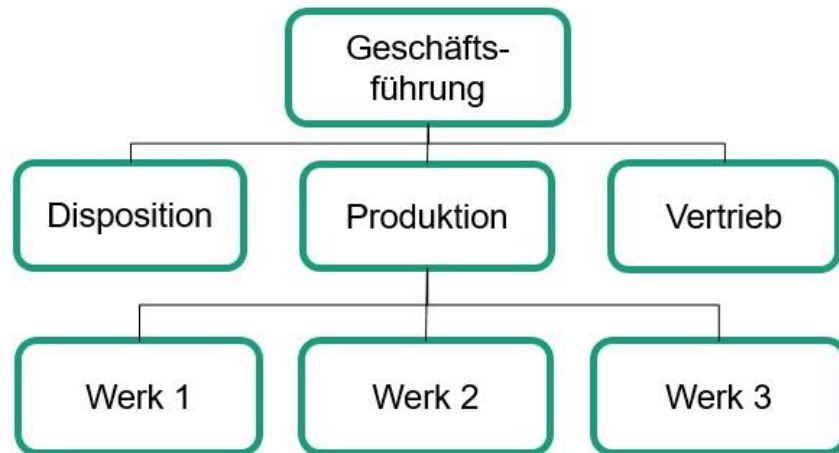 Geschäfts-
führung
Disposition
Produktion
Vertrieb
Werk 1
Werk 2
Werk 3